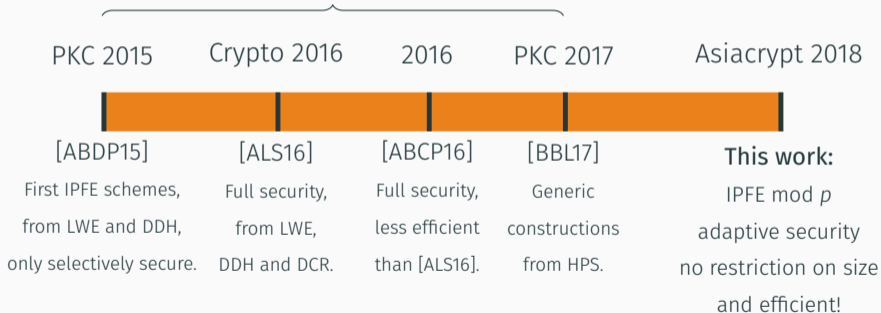 PKC 2015
Crypto 2016
2016
PKC 2017
Asiacrypt 2018
[ABDP15]
First IPFE schemes,
from LWE and DDH,
only selectively secure.
[ALS16]
Full security,
from LWE,
DDH and DCR.
[ABCP16]
Full security,
less efficient
than [ALS16].
[BBL17]
Generic
constructions
from HPS.
This work:
IPFE mod p
adaptive security
no restriction on size
and efficient!